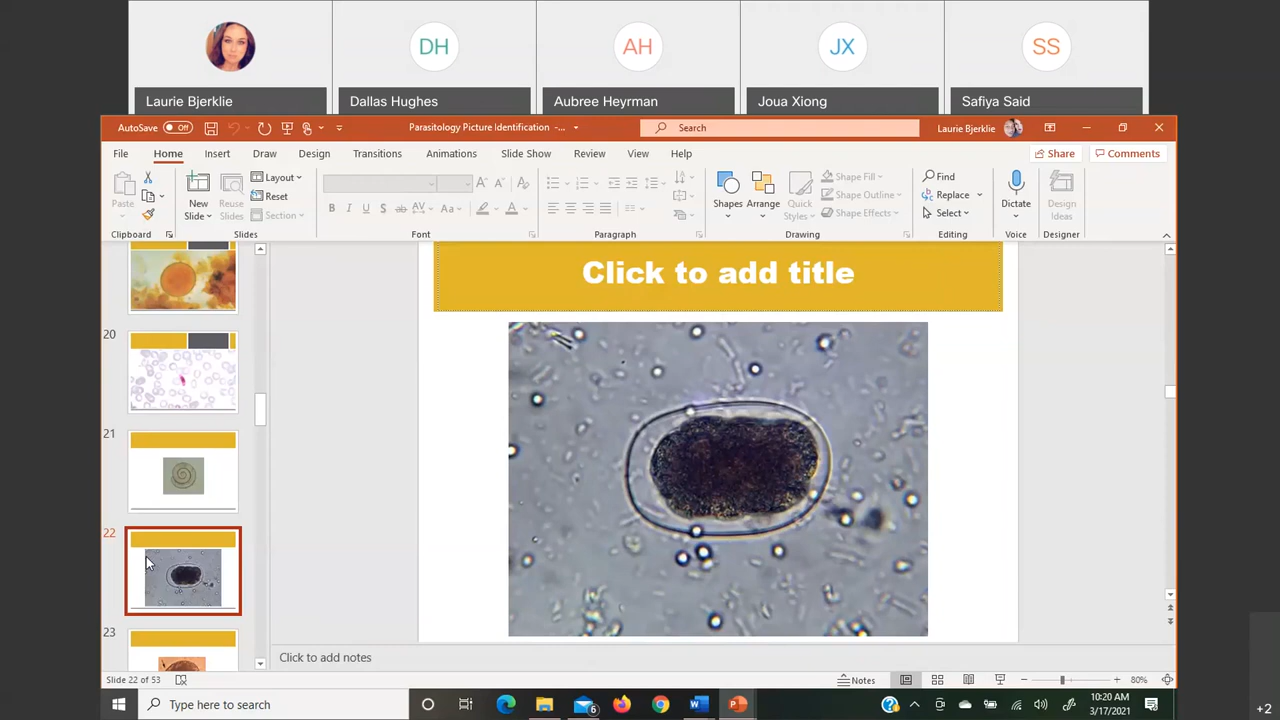 DH
AH
JX
SS
Laurie Bjerklie
Dallas Hughes
Aubree Heyrman
Joua Xiong
Safiya Said
AutoSave Off
Parasitology Picture Identification -...
Search
Laurie Bjerklie
File Home Insert Draw Design Transitions Animations Slide Show Review View Help
Share Comments
Paste
New Slide
Reuse Slides
Layout
Reset
Section
B I U S ab AV Aa A
Shapes
Arrange
Quick Styles
Shape Fill
Shape Outline
Shape Effects
Find
Replace
Select
Dictate
Design Ideas
Clipboard Slides Font Paragraph Drawing Editing Voice Designer
20
21
22
23
Click to add title
Click to add notes
Slide 22 of 53
Notes
80%
Type here to search
6
10:20 AM
3/17/2021
+2